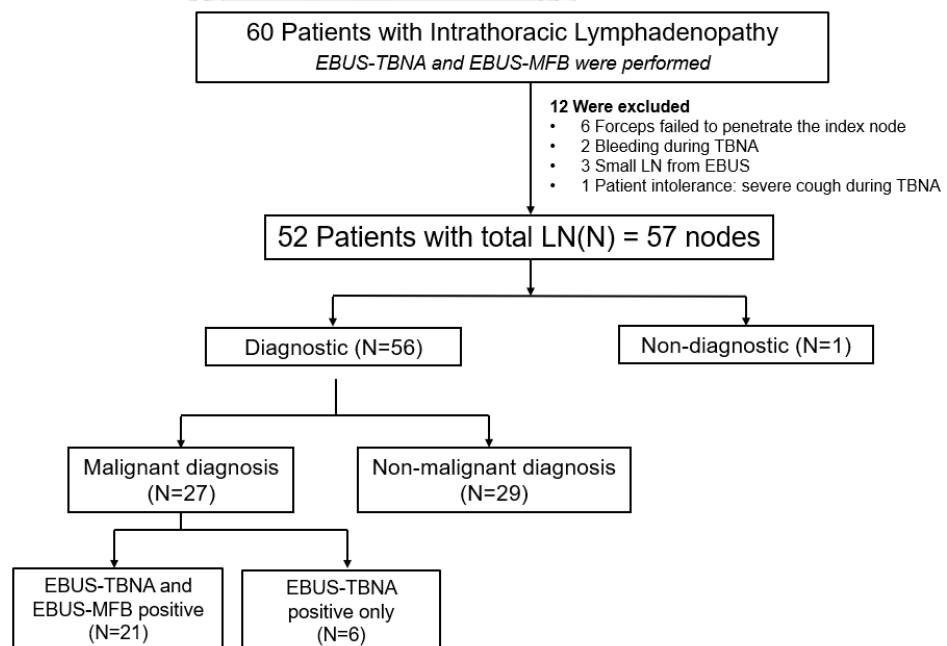 60 Patients with Intrathoracic Lymphadenopathy
EBUS-TBNA and EBUS-MFB were performed
12 Were excluded
• 6 Forceps failed to penetrate the index node
• 2 Bleeding during TBNA
• 3 Small LN from EBUS
• 1 Patient intolerance: severe cough during TBNA
52 Patients with total LN(N) = 57 nodes
Diagnostic (N=56)
Non-diagnostic (N=1)
Malignant diagnosis
(N=27)
Non-malignant diagnosis
(N=29)
EBUS-TBNA and
EBUS-MFB positive
(N=21)
EBUS-TBNA
positive only
(N=6)